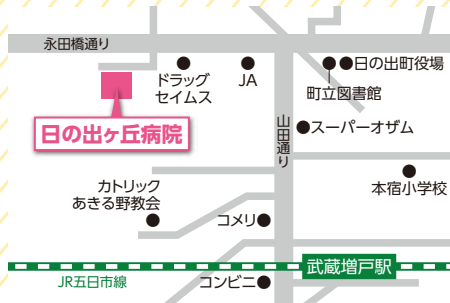 永田橋通り
ドラッグ
セイムス
JA
日の出町役場
町立図書館
日の出ヶ丘病院
山田通り
スーパーオザム
本宿小学校
カトリック
あきる野教会
コメリ
武蔵増戸駅
JR五日市線
コンビニ